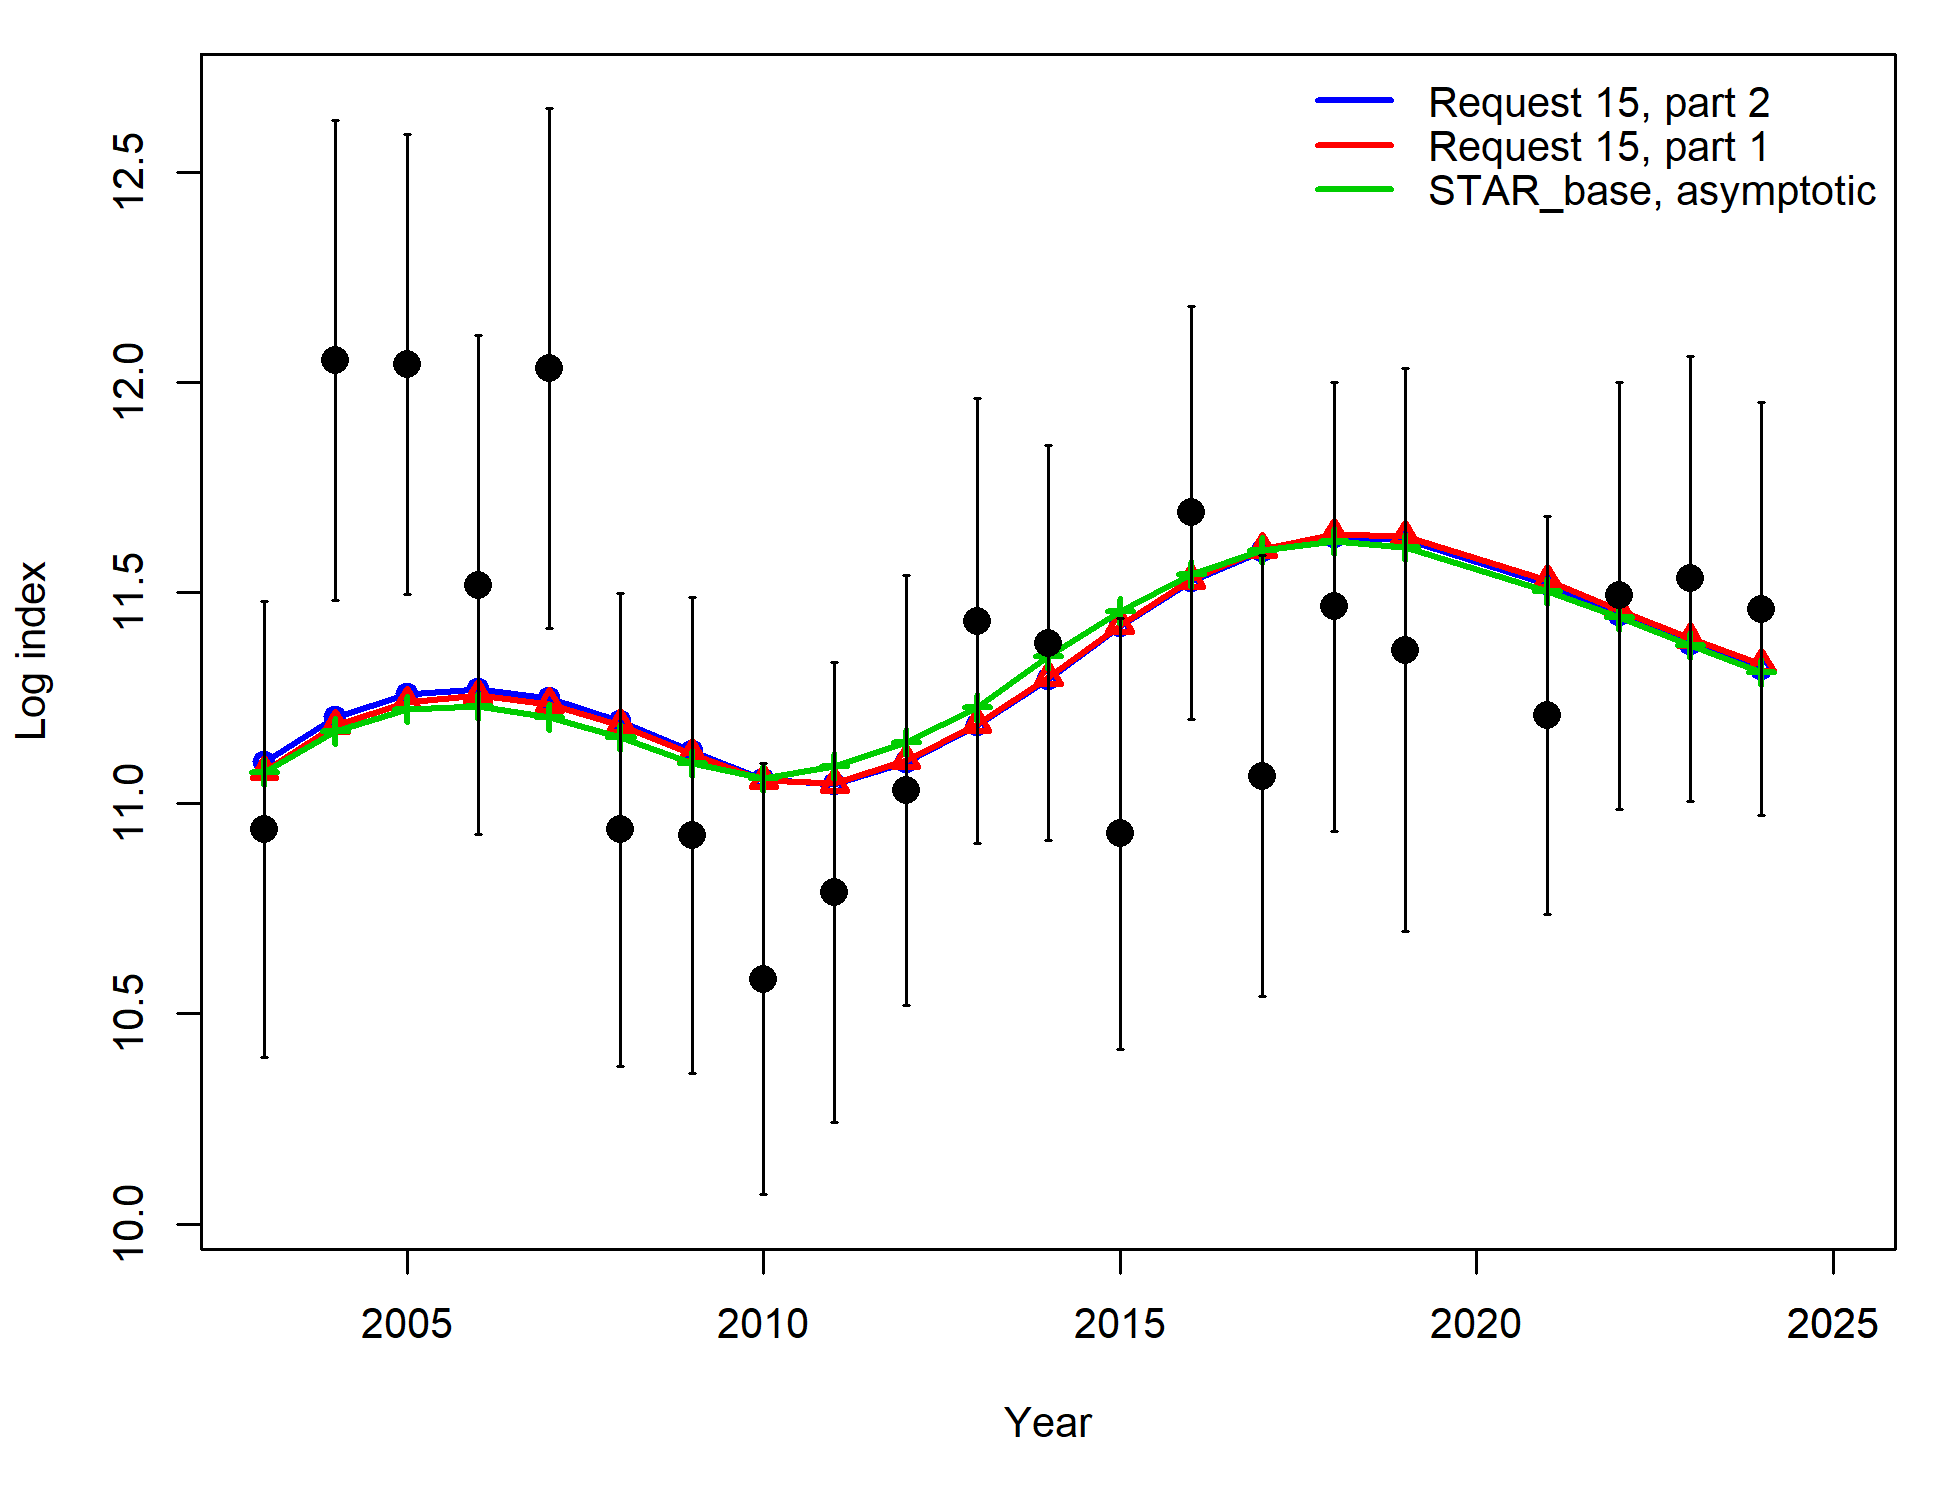 Request 15, part 2
Request 15, part 1
STAR_base, asymptotic
Log index
12.5
12.0
11.5
11.0
10.5
10.0
2005 2010 2015 2020 2025
Year